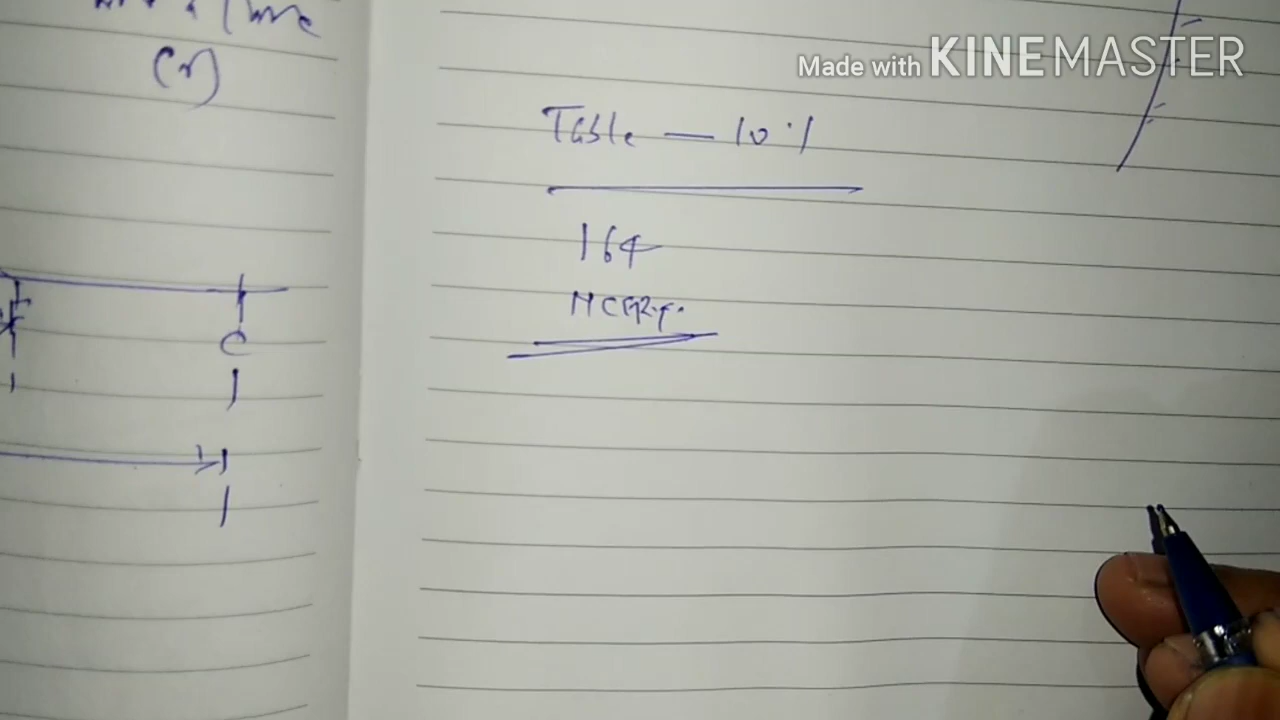 (r)
C
Made with KINEMASTER
Table — 10.1
164
NCERT.